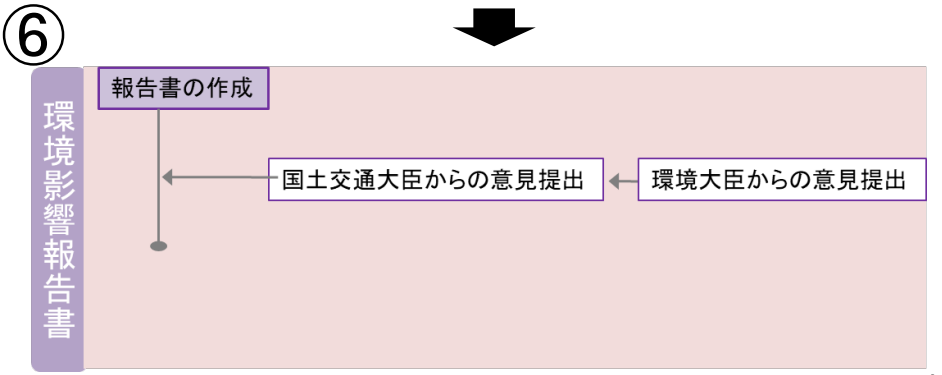 ⑥
環境影響報告書
報告書の作成
国土交通大臣からの意見提出
環境大臣からの意見提出